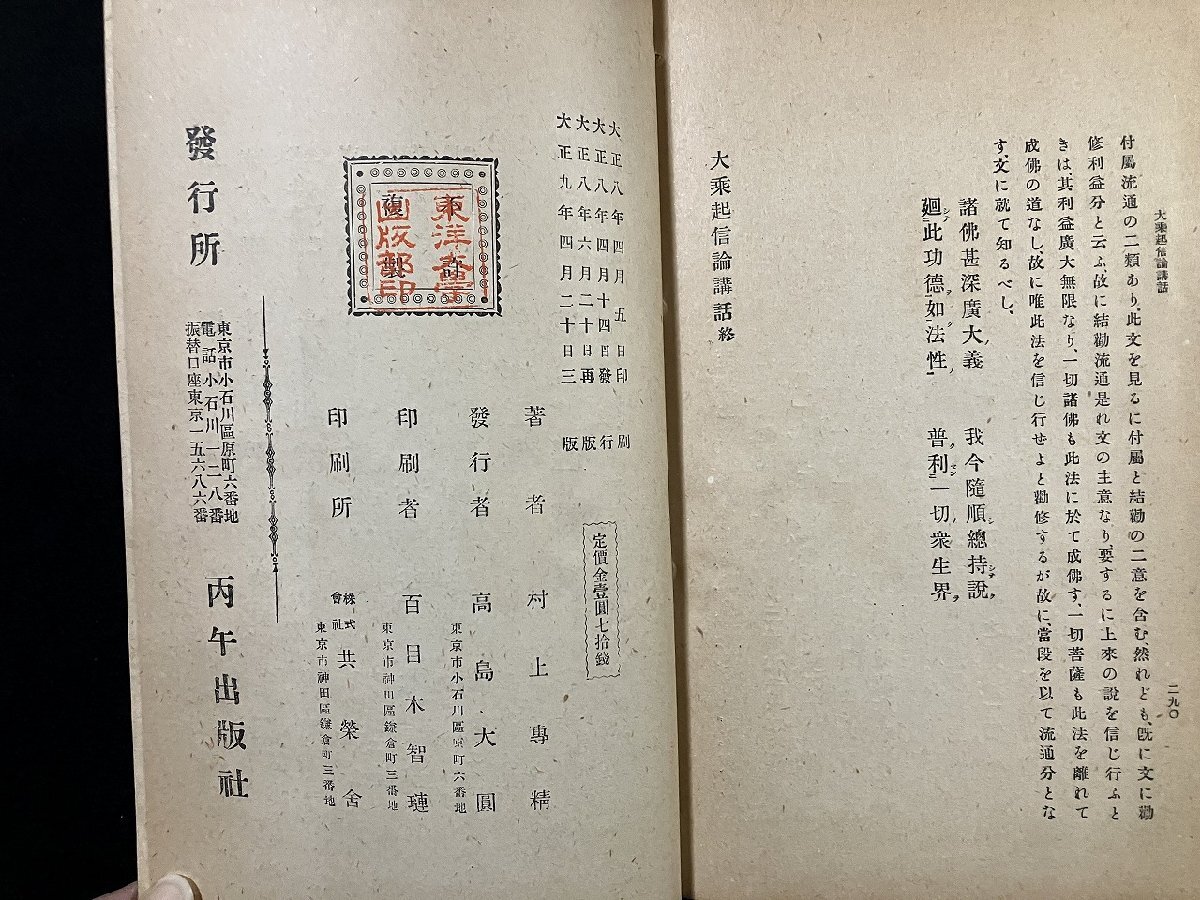 大乘起信論講話
二九〇
付屬流通の二類あり、此文を見るに付屬と結勸の二意を含む然れども、既に文に勸
修利益分と云ふ故に結勸流通是れ文の主意なり、要するに上來の說を信じ行ふと
きは、其利益廣大無限なり、一切諸佛も此法に於て成佛す、一切菩薩も此法を離れて
成佛の道なし、故に唯此法を信じ行せよと勸修するが故に、當段を以て流通分とな
す、文に就て知るべし、
諸佛甚深廣大義 我今隨順總持說
廻此功德如法性 普利一切衆生界
大乘起信論講話終
大正八年四月五日印刷
大正八年四月十四日發行
大正八年六月二十日再版
大正九年四月二十日三版
定價金壹圓七拾錢
著者 村上專精
發行者 高島大圓
東京市小石川區原町六番地
印刷者 百目木智璉
東京市神田區鎌倉町三番地
印刷所 株式會社 共榮舍
東京市神田區鎌倉町三番地
不許
複製
發行所
東京市小石川區原町六番地
電話小石川一二八番
振替口座東京一五六八六番
丙午出版社